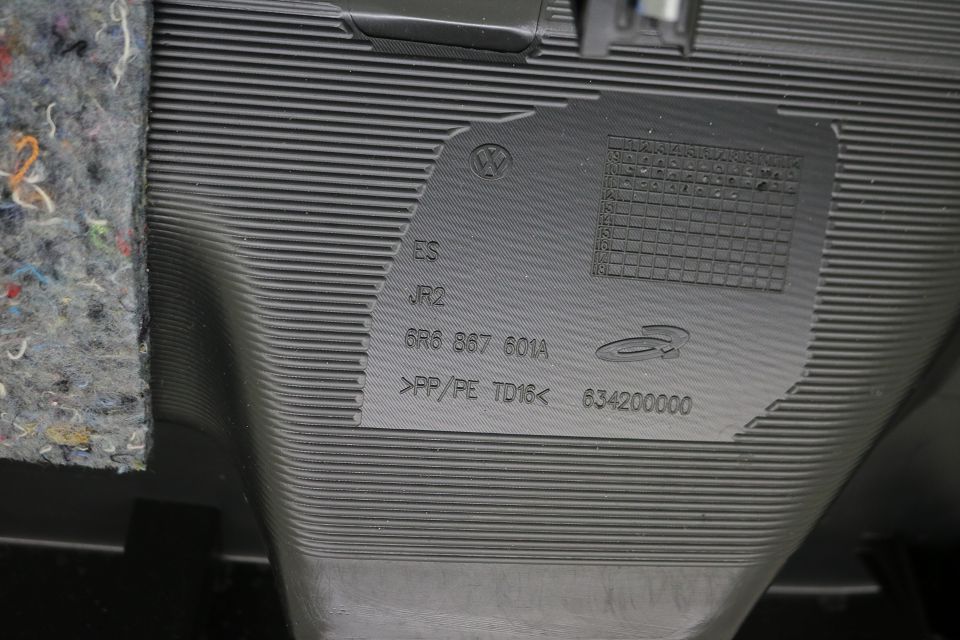 ES
JR2
6R6 867 601A
>PP/PE TD16< 634200000